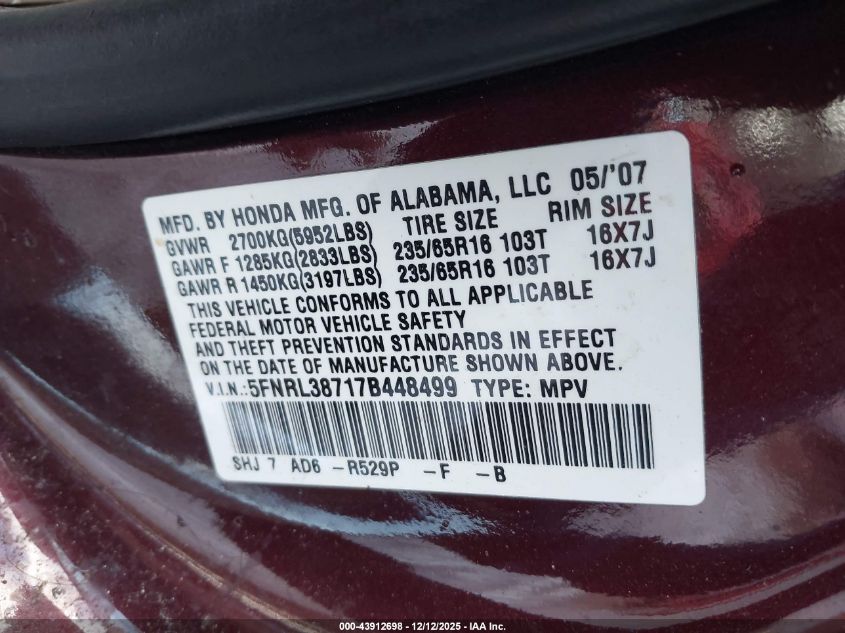 MFD. BY HONDA MFG. OF ALABAMA, LLC 05/'07
GVWR 2700KG(5952LBS) TIRE SIZE RIM SIZE
GAWR F 1285KG(2833LBS) 235/65R16 103T 16X7J
GAWR R 1450KG(3197LBS) 235/65R16 103T 16X7J
THIS VEHICLE CONFORMS TO ALL APPLICABLE
FEDERAL MOTOR VEHICLE SAFETY
AND THEFT PREVENTION STANDARDS IN EFFECT
ON THE DATE OF MANUFACTURE SHOWN ABOVE.
V.I.N.: 5FNRL38717B448499 TYPE: MPV
SHJ 7 AD6 -R529P -F -B
000-43912698 - 12/12/2025 - IAA Inc.